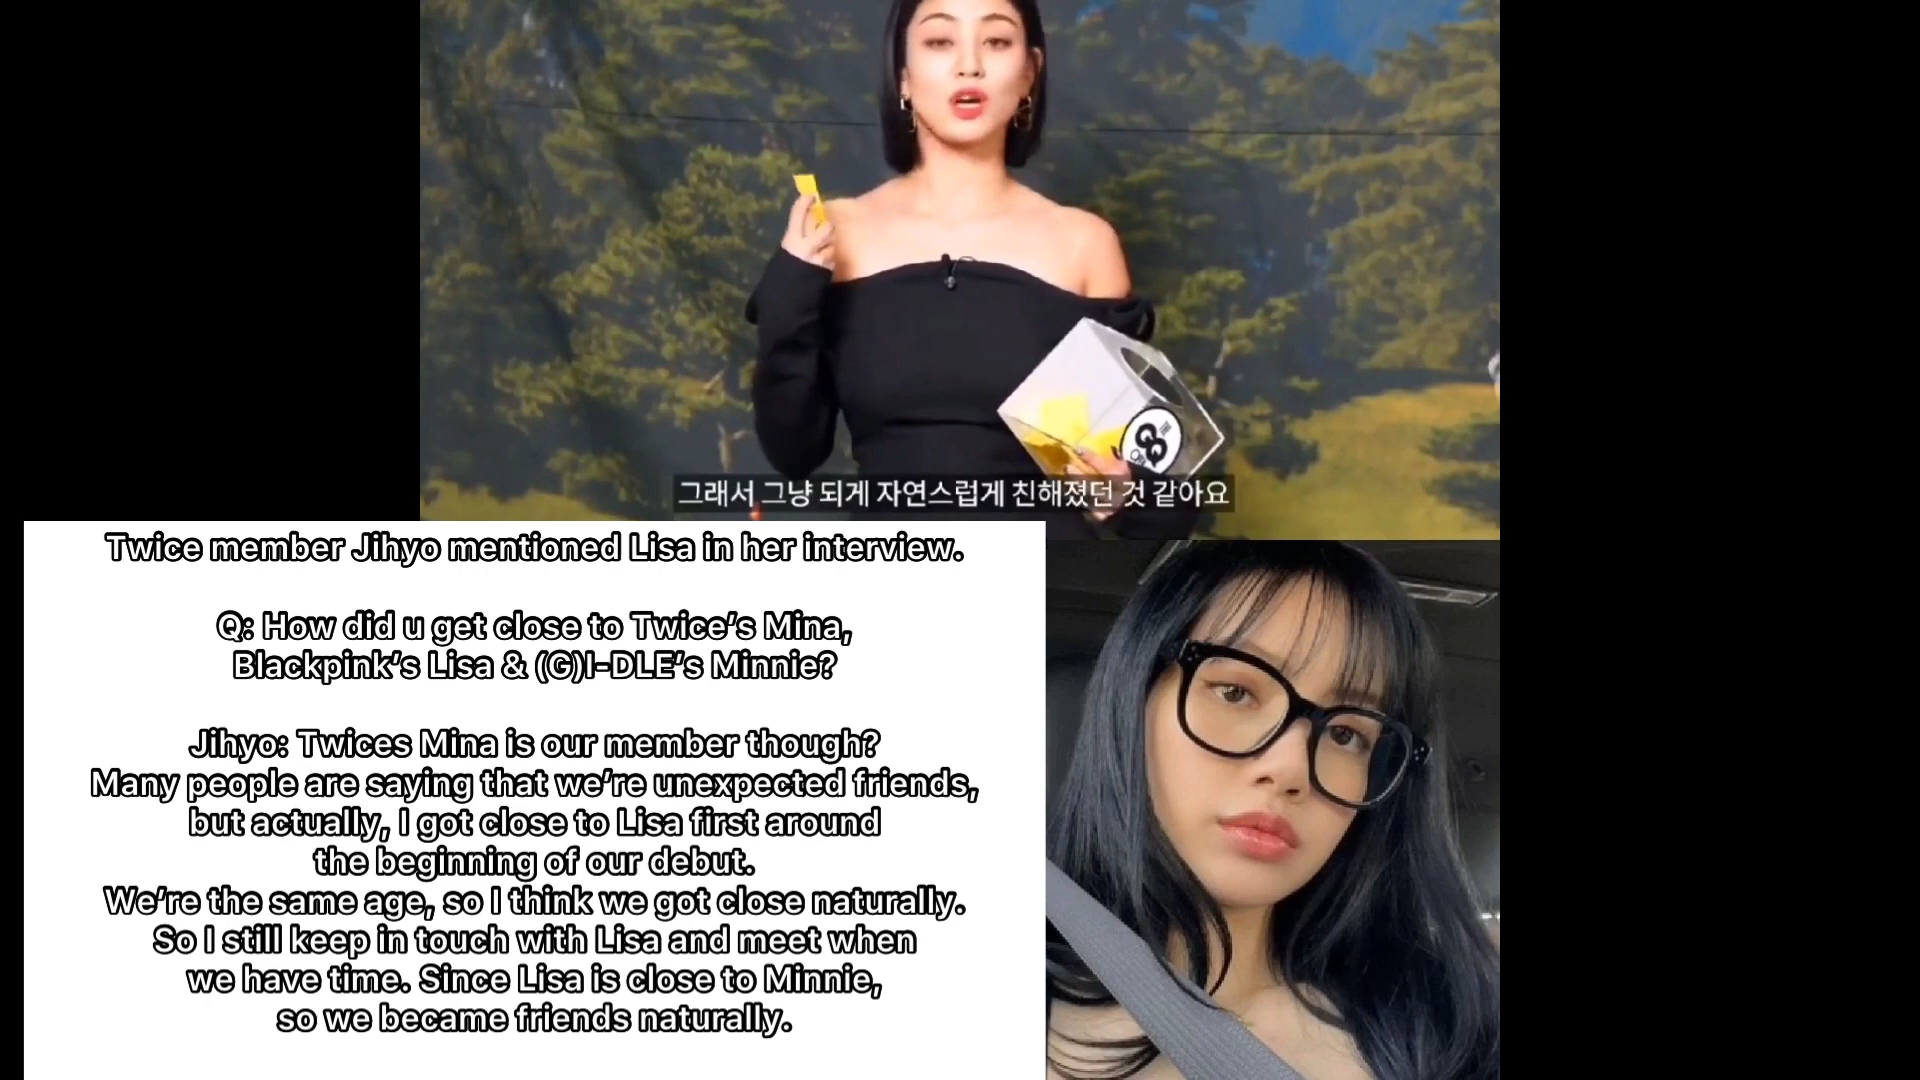 GQ
그래서 그냥 되게 자연스럽게 친해졌던 것 같아요
Twice member Jihyo mentioned Lisa in her interview.
Q: How did u get close to Twice’s Mina,
Blackpink’s Lisa & (G)I-DLE’s Minnie?
Jihyo: Twices Mina is our member though?
Many people are saying that we’re unexpected friends,
but actually, I got close to Lisa first around
the beginning of our debut.
We’re the same age, so I think we got close naturally.
So I still keep in touch with Lisa and meet when
we have time. Since Lisa is close to Minnie,
so we became friends naturally.